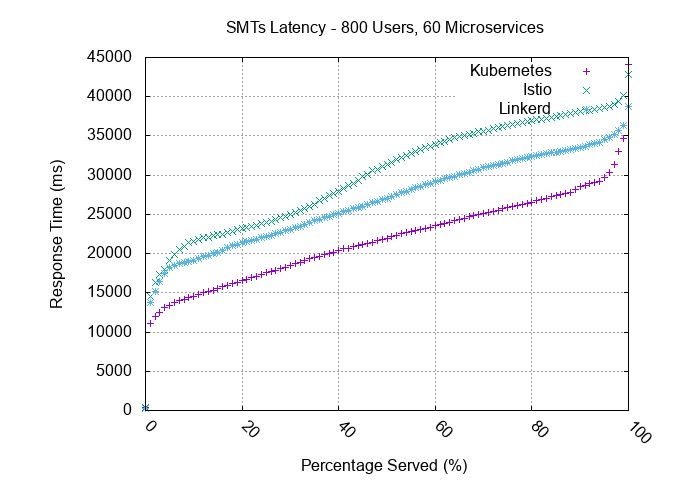 SMTs Latency - 800 Users, 60 Microservices
45000
40000
35000
30000
25000
20000
15000
10000
5000
0
Response Time (ms)
Kubernetes
Istio
Linkerd
0
20
40
60
80
100
Percentage Served (%)